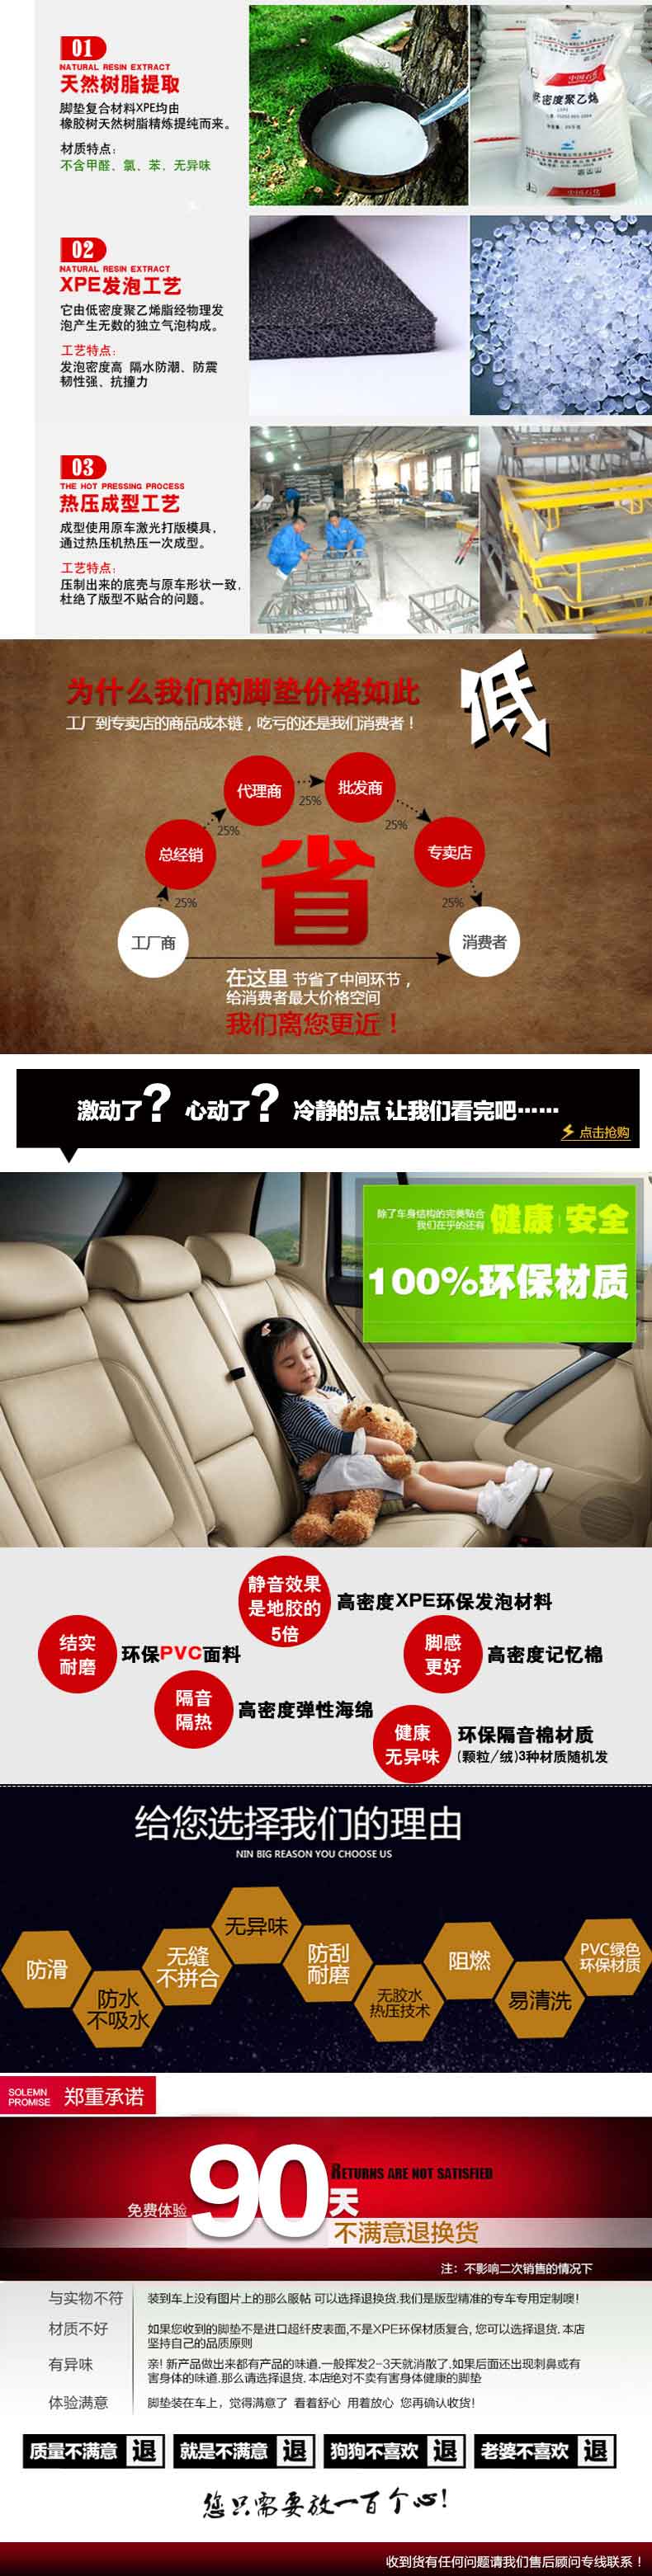 01
NATURAL RESIN EXTRACT
天然树脂提取
脚垫复合材料XPE均由
橡胶树天然树脂精炼提纯而来。
材质特点：
不含甲醛、氯、苯、无异味
中国石化
低密度聚乙烯
中国石化
02
NATURAL RESIN EXTRACT
XPE发泡工艺
它由低密度聚乙烯脂经物理发
泡产生无数的独立气泡构成。
工艺特点：
发泡密度高 隔水防潮、防震
韧性强、抗撞力
03
THE HOT PRESSING PROCESS
热压成型工艺
成型使用原车激光打版模具，
通过热压机热压一次成型。
工艺特点：
压制出来的底壳与原车形状一致，
杜绝了版型不贴合的问题。
为什么我们的脚垫价格如此
低
工厂到专卖店的商品成本链，吃亏的还是我们消费者！
代理商
25%
批发商
25%
25%
总经销
专卖店
省
25%
25%
工厂商
消费者
在这里 节省了中间环节，
给消费者最大价格空间
我们离您更近！
激动了？ 心动了？ 冷静的点 让我们看完吧······
点击抢购
除了车身结构的完美贴合
我们在乎的还有
健康 安全
100%环保材质
静音效果
是地胶的
5倍
高密度XPE环保发泡材料
结实
耐磨
环保PVC面料
脚感
更好
高密度记忆棉
隔音
隔热
高密度弹性海绵
健康
无异味
环保隔音棉材质
(颗粒/绒)3种材质随机发
给您选择我们的理由
NIN BIG REASON YOU CHOOSE US
防滑
防水
不吸水
无缝
不拼合
无异味
防刮
耐磨
无胶水
热压技术
阻燃
易清洗
PVC绿色
环保材质
SOLEMN
PROMISE
郑重承诺
免费体验
90天
RETURNS ARE NOT SATISFIED
不满意退换货
注：不影响二次销售的情况下
与实物不符
装到车上没有图片上的那么服帖 可以选择退换货.我们是版型精准的专车专用定制噢!
材质不好
如果您收到的脚垫不是进口超纤皮表面,不是XPE环保材质复合, 您可以选择退货. 本店
坚持自己的品质原则
有异味
亲! 新产品做出来都有产品的味道.一般挥发2-3天就消散了.如果后面还出现刺鼻或有
害身体的味道.那么请选择退货. 本店绝对不卖有害身体健康的脚垫
体验满意
脚垫装在车上，觉得满意了 看着舒心 用着放心 您再确认收货!
质量不满意 退
就是不满意 退
狗狗不喜欢 退
老婆不喜欢 退
您只需要放一百个心!
收到货有任何问题请我们售后顾问专线联系！